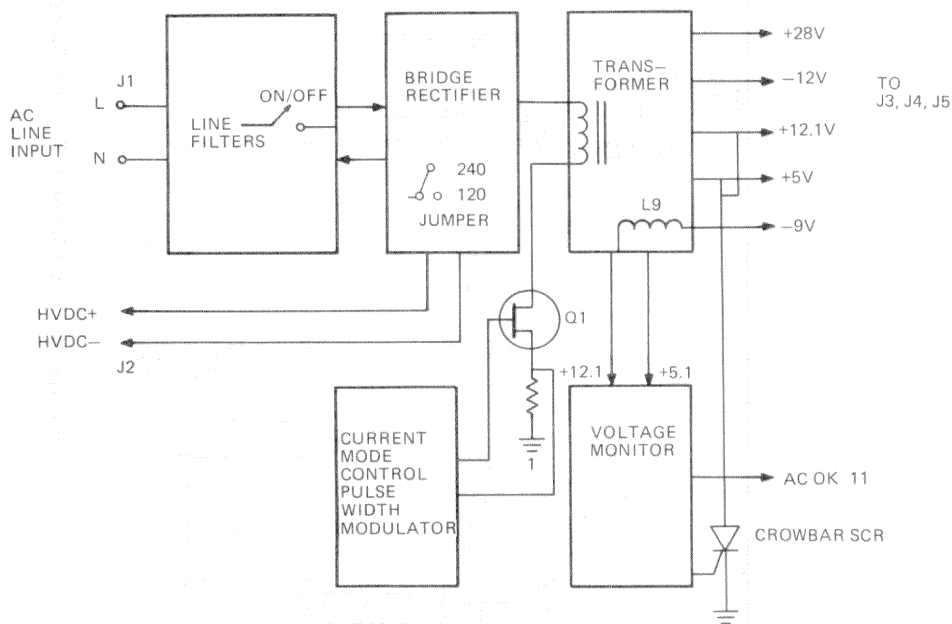 +28V
TRANS-
FORMER
-12V
TO
J3, J4, J5
BRIDGE
RECTIFIER
J1
AC
LINE
INPUT
L
N
ON/OFF
LINE
FILTERS
+12.1V
240
120
JUMPER
+5V
L9
-9V
HVDC+
HVDC-
J2
Q1
+12.1
+5.1
1
CURRENT
MODE
CONTROL
PULSE
WIDTH
MODULATOR
VOLTAGE
MONITOR
AC OK 11
CROWBAR SCR